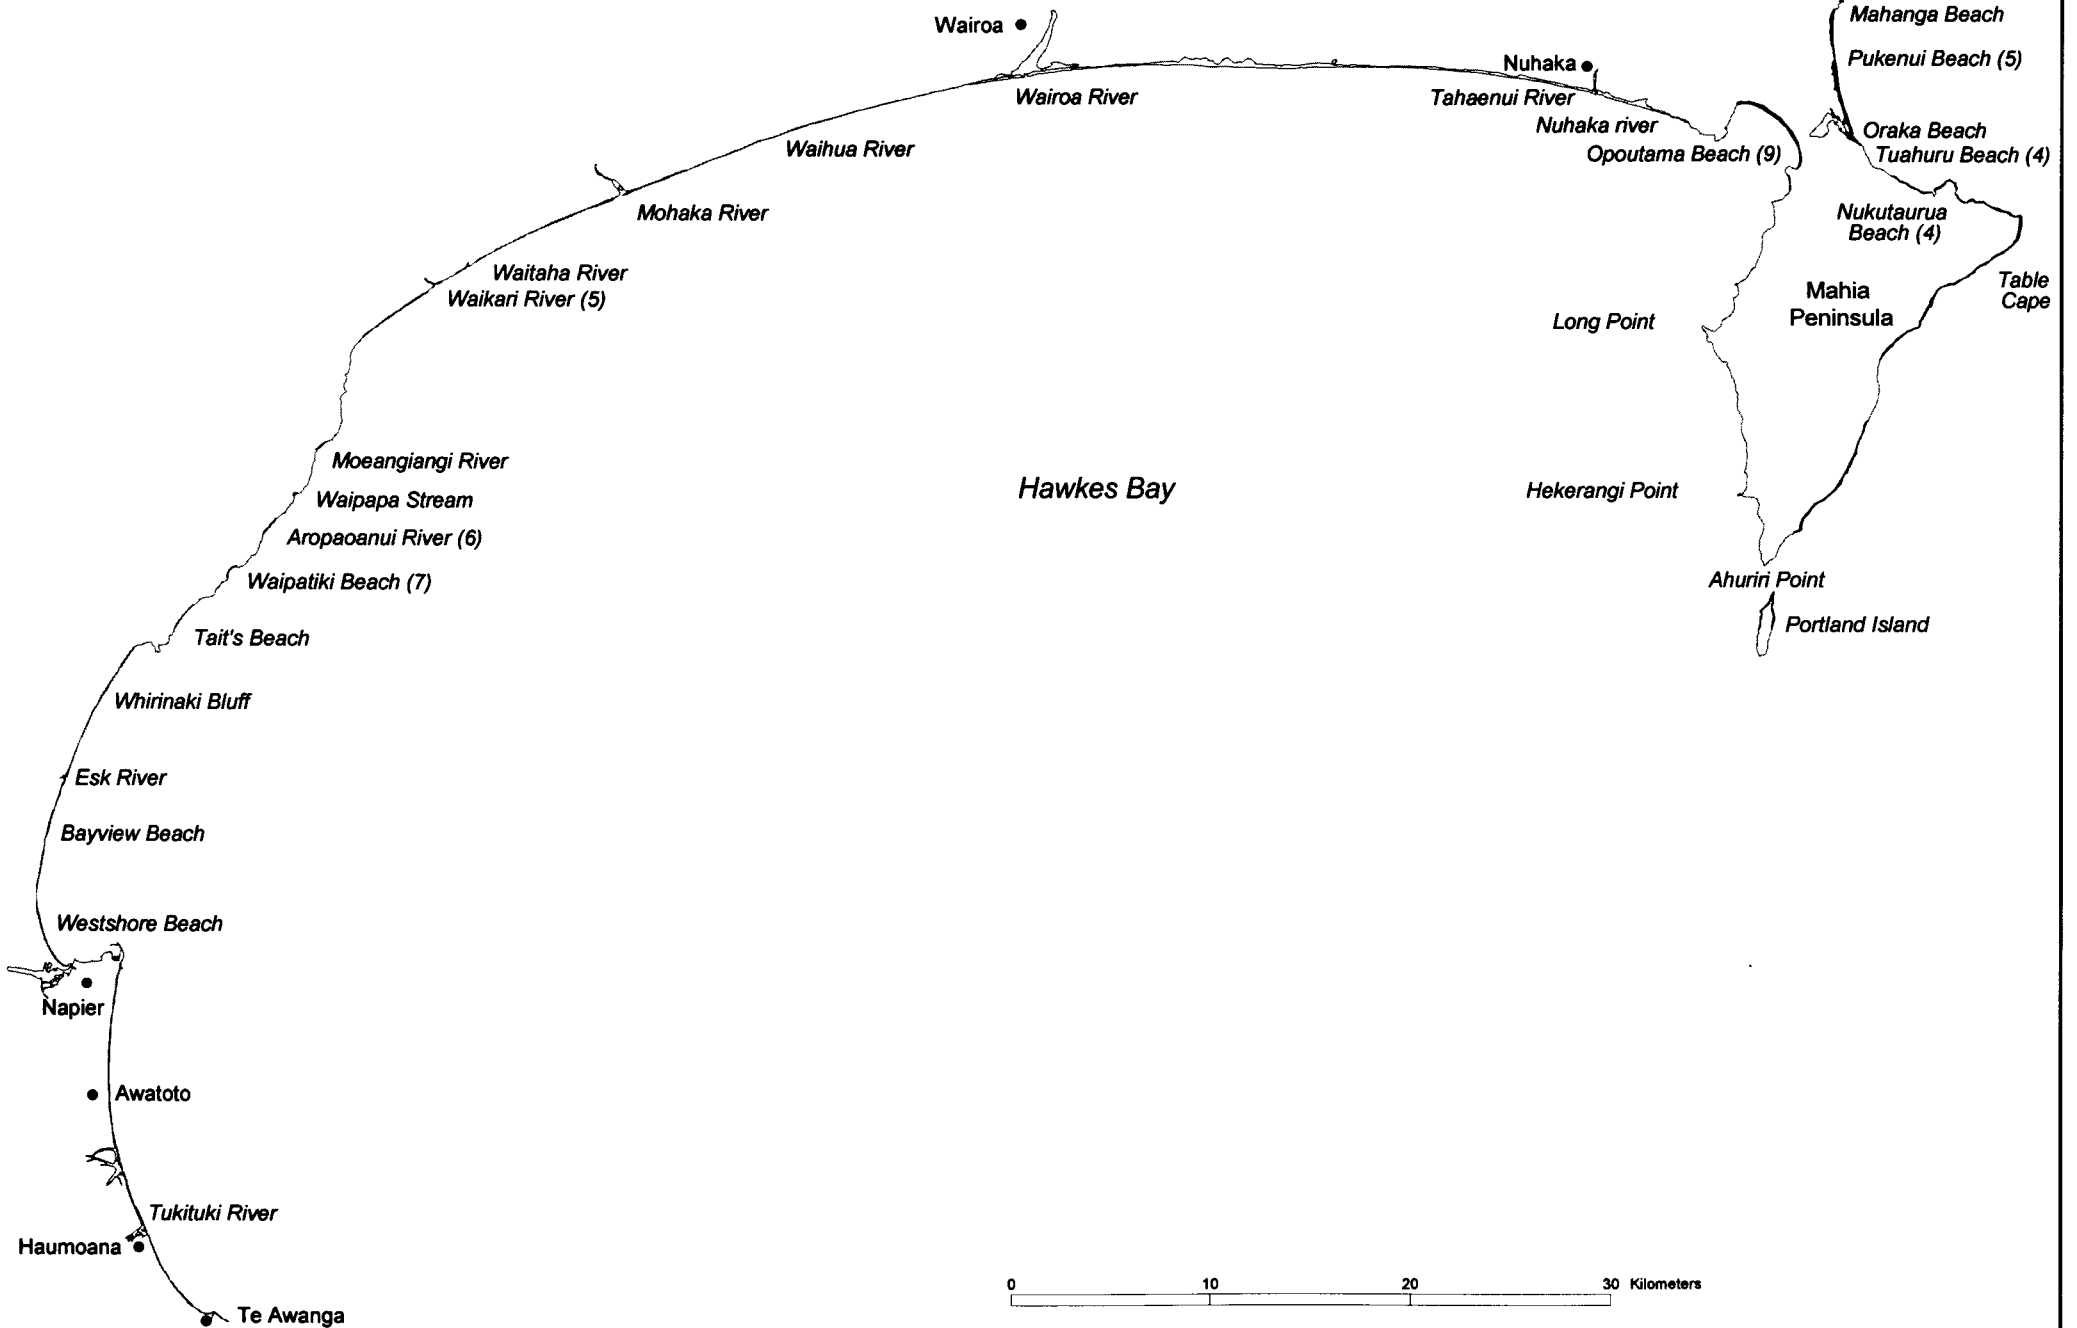 Mahanga Beach
Wairoa
Pukenui Beach (5)
Nuhaka
Wairoa River
Tahaenui River
Nuhaka river
Oraka Beach
Waihua River
Opoutama Beach (9)
Tuahuru Beach (4)
Mohaka River
Nukutaurua
Beach (4)
Waitaha River
Waikari River (5)
Table
Cape
Mahia
Peninsula
Long Point
Moeangiangi River
Hawkes Bay
Hekerangi Point
Waipapa Stream
Aropaoanui River (6)
Waipatiki Beach (7)
Ahuriri Point
Portland Island
Tait's Beach
Whirinaki Bluff
Esk River
Bayview Beach
Westshore Beach
Napier
Awatoto
Tukituki River
Haumoana
Te Awanga
0 10 20 30 Kilometers